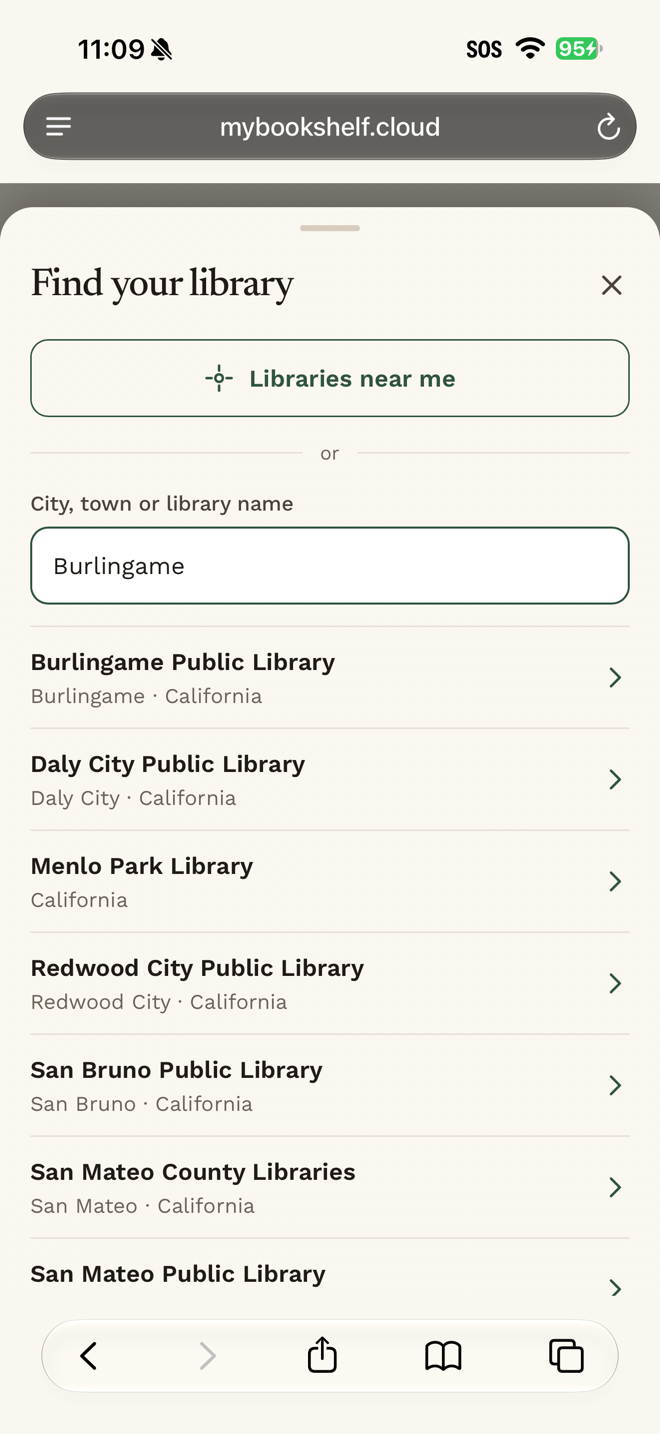 11:09
SOS
95
mybookshelf.cloud
Find your library
Libraries near me
or
City, town or library name
Burlingame
Burlingame Public Library
Burlingame · California
Daly City Public Library
Daly City · California
Menlo Park Library
California
Redwood City Public Library
Redwood City · California
San Bruno Public Library
San Bruno · California
San Mateo County Libraries
San Mateo · California
San Mateo Public Library